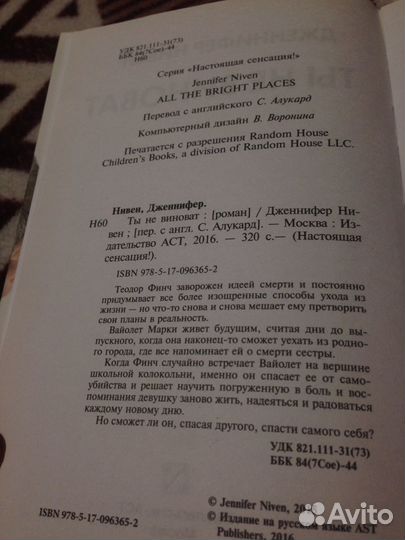 УДК 821.111-31(73)
ББК 84(7Сое)-44
Н60
Серия «Настоящая сенсация!»
Jennifer Niven
ALL THE BRIGHT PLACES
Перевод с английского С. Алукард
Компьютерный дизайн В. Воронина
Печатается с разрешения Random House
Children's Books, a division of Random House LLC.
Нивен, Дженнифер.
Н60 Ты не виноват : [роман] / Дженнифер Ни-
вен ; [пер. с англ. С. Алукард]. — Москва : Из-
дательство АСТ, 2016. — 320 с.— (Настоящая
сенсация!).
ISBN 978-5-17-096365-2
Теодор Финч заворожен идеей смерти и постоянно
придумывает все более изощренные способы ухода из
жизни — но что-то снова и снова мешает ему претворить
свои планы в реальность.
Вайолет Марки живет будущим, считая дни до вы-
пускного, когда она наконец-то сможет уехать из родно-
го города, где все напоминает ей о смерти сестры.
Когда Финч случайно встречает Вайолет на вершине
школьной колокольни, именно он спасает ее от само-
убийства и решает научить погруженную в боль и вос-
поминания девушку заново жить, надеяться и радоваться
каждому новому дню.
Но сможет ли он, спасая другого, спасти самого себя?
УДК 821.111-31(73)
ББК 84(7Сое)-44
© Jennifer Niven, 20
© Издание на русском языке AST
Publishers, 2016
ISBN 978-5-17-096365-2
Avito